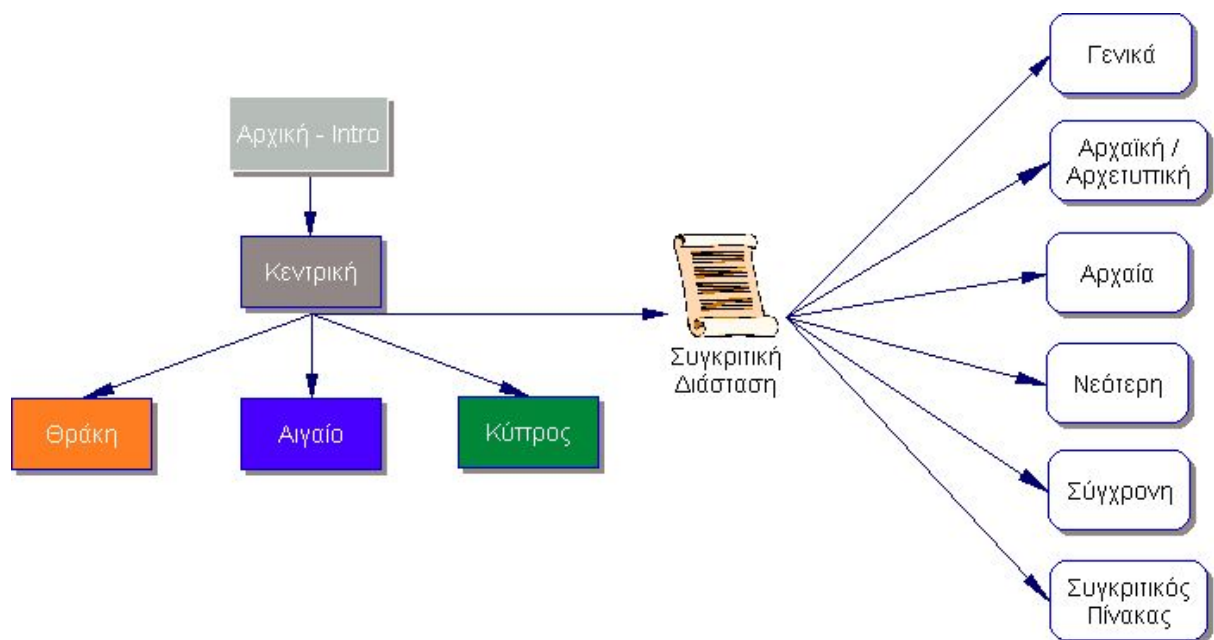 Γενικά
Αρχική - Intro
Αρχαϊκή /
Αρχετυπική
Κεντρική
Αρχαία
Συγκριτική
Διάσταση
Νεότερη
Θράκη
Αιγαίο
Κύπρος
Σύγχρονη
Συγκριτικός
Πίνακας